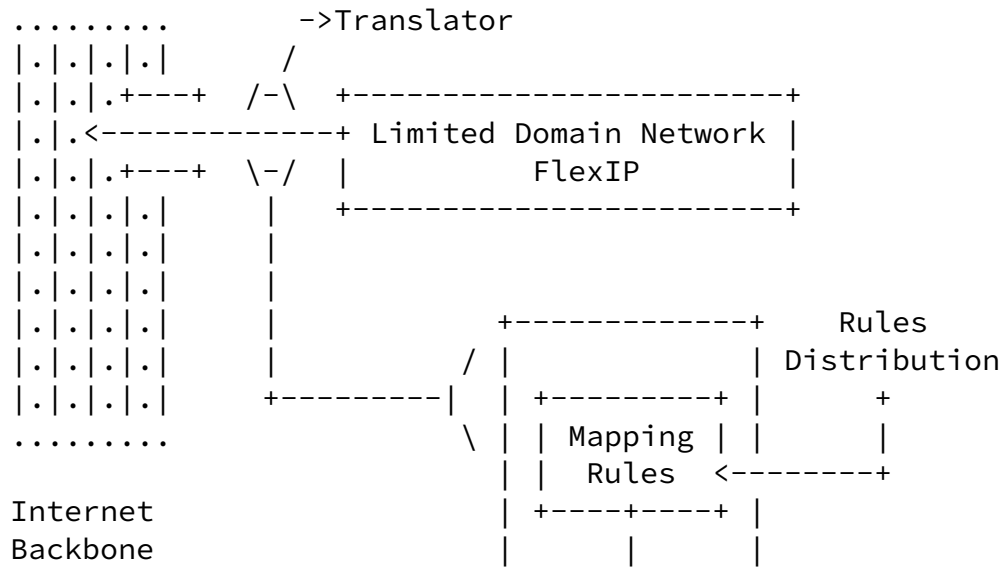 ->Translator
Limited Domain Network
FlexIP
Rules
Distribution
Mapping
Rules
Internet
Backbone